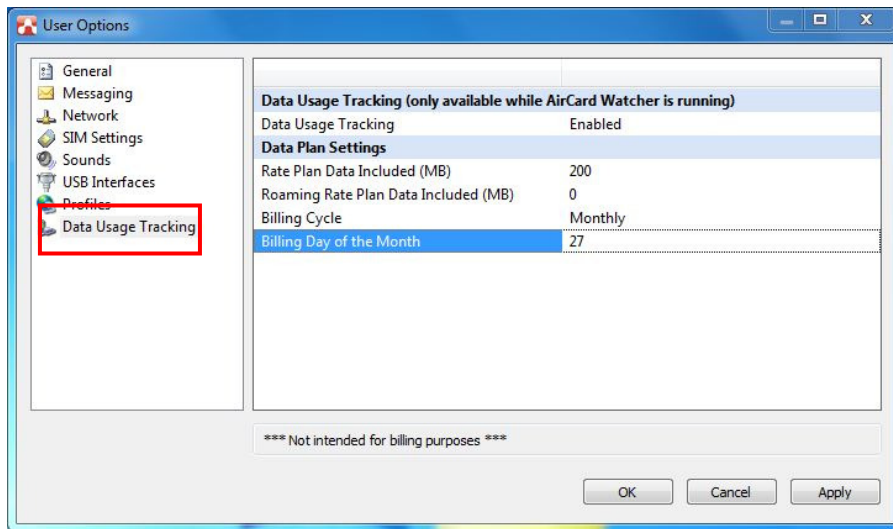 User Options
General
Messaging
Network
SIM Settings
Sounds
USB Interfaces
Profiles
Data Usage Tracking
Data Usage Tracking (only available while AirCard Watcher is running)
Data Usage Tracking Enabled
Data Plan Settings
Rate Plan Data Included (MB) 200
Roaming Rate Plan Data Included (MB) 0
Billing Cycle Monthly
Billing Day of the Month 27
*** Not intended for billing purposes ***
OK Cancel Apply